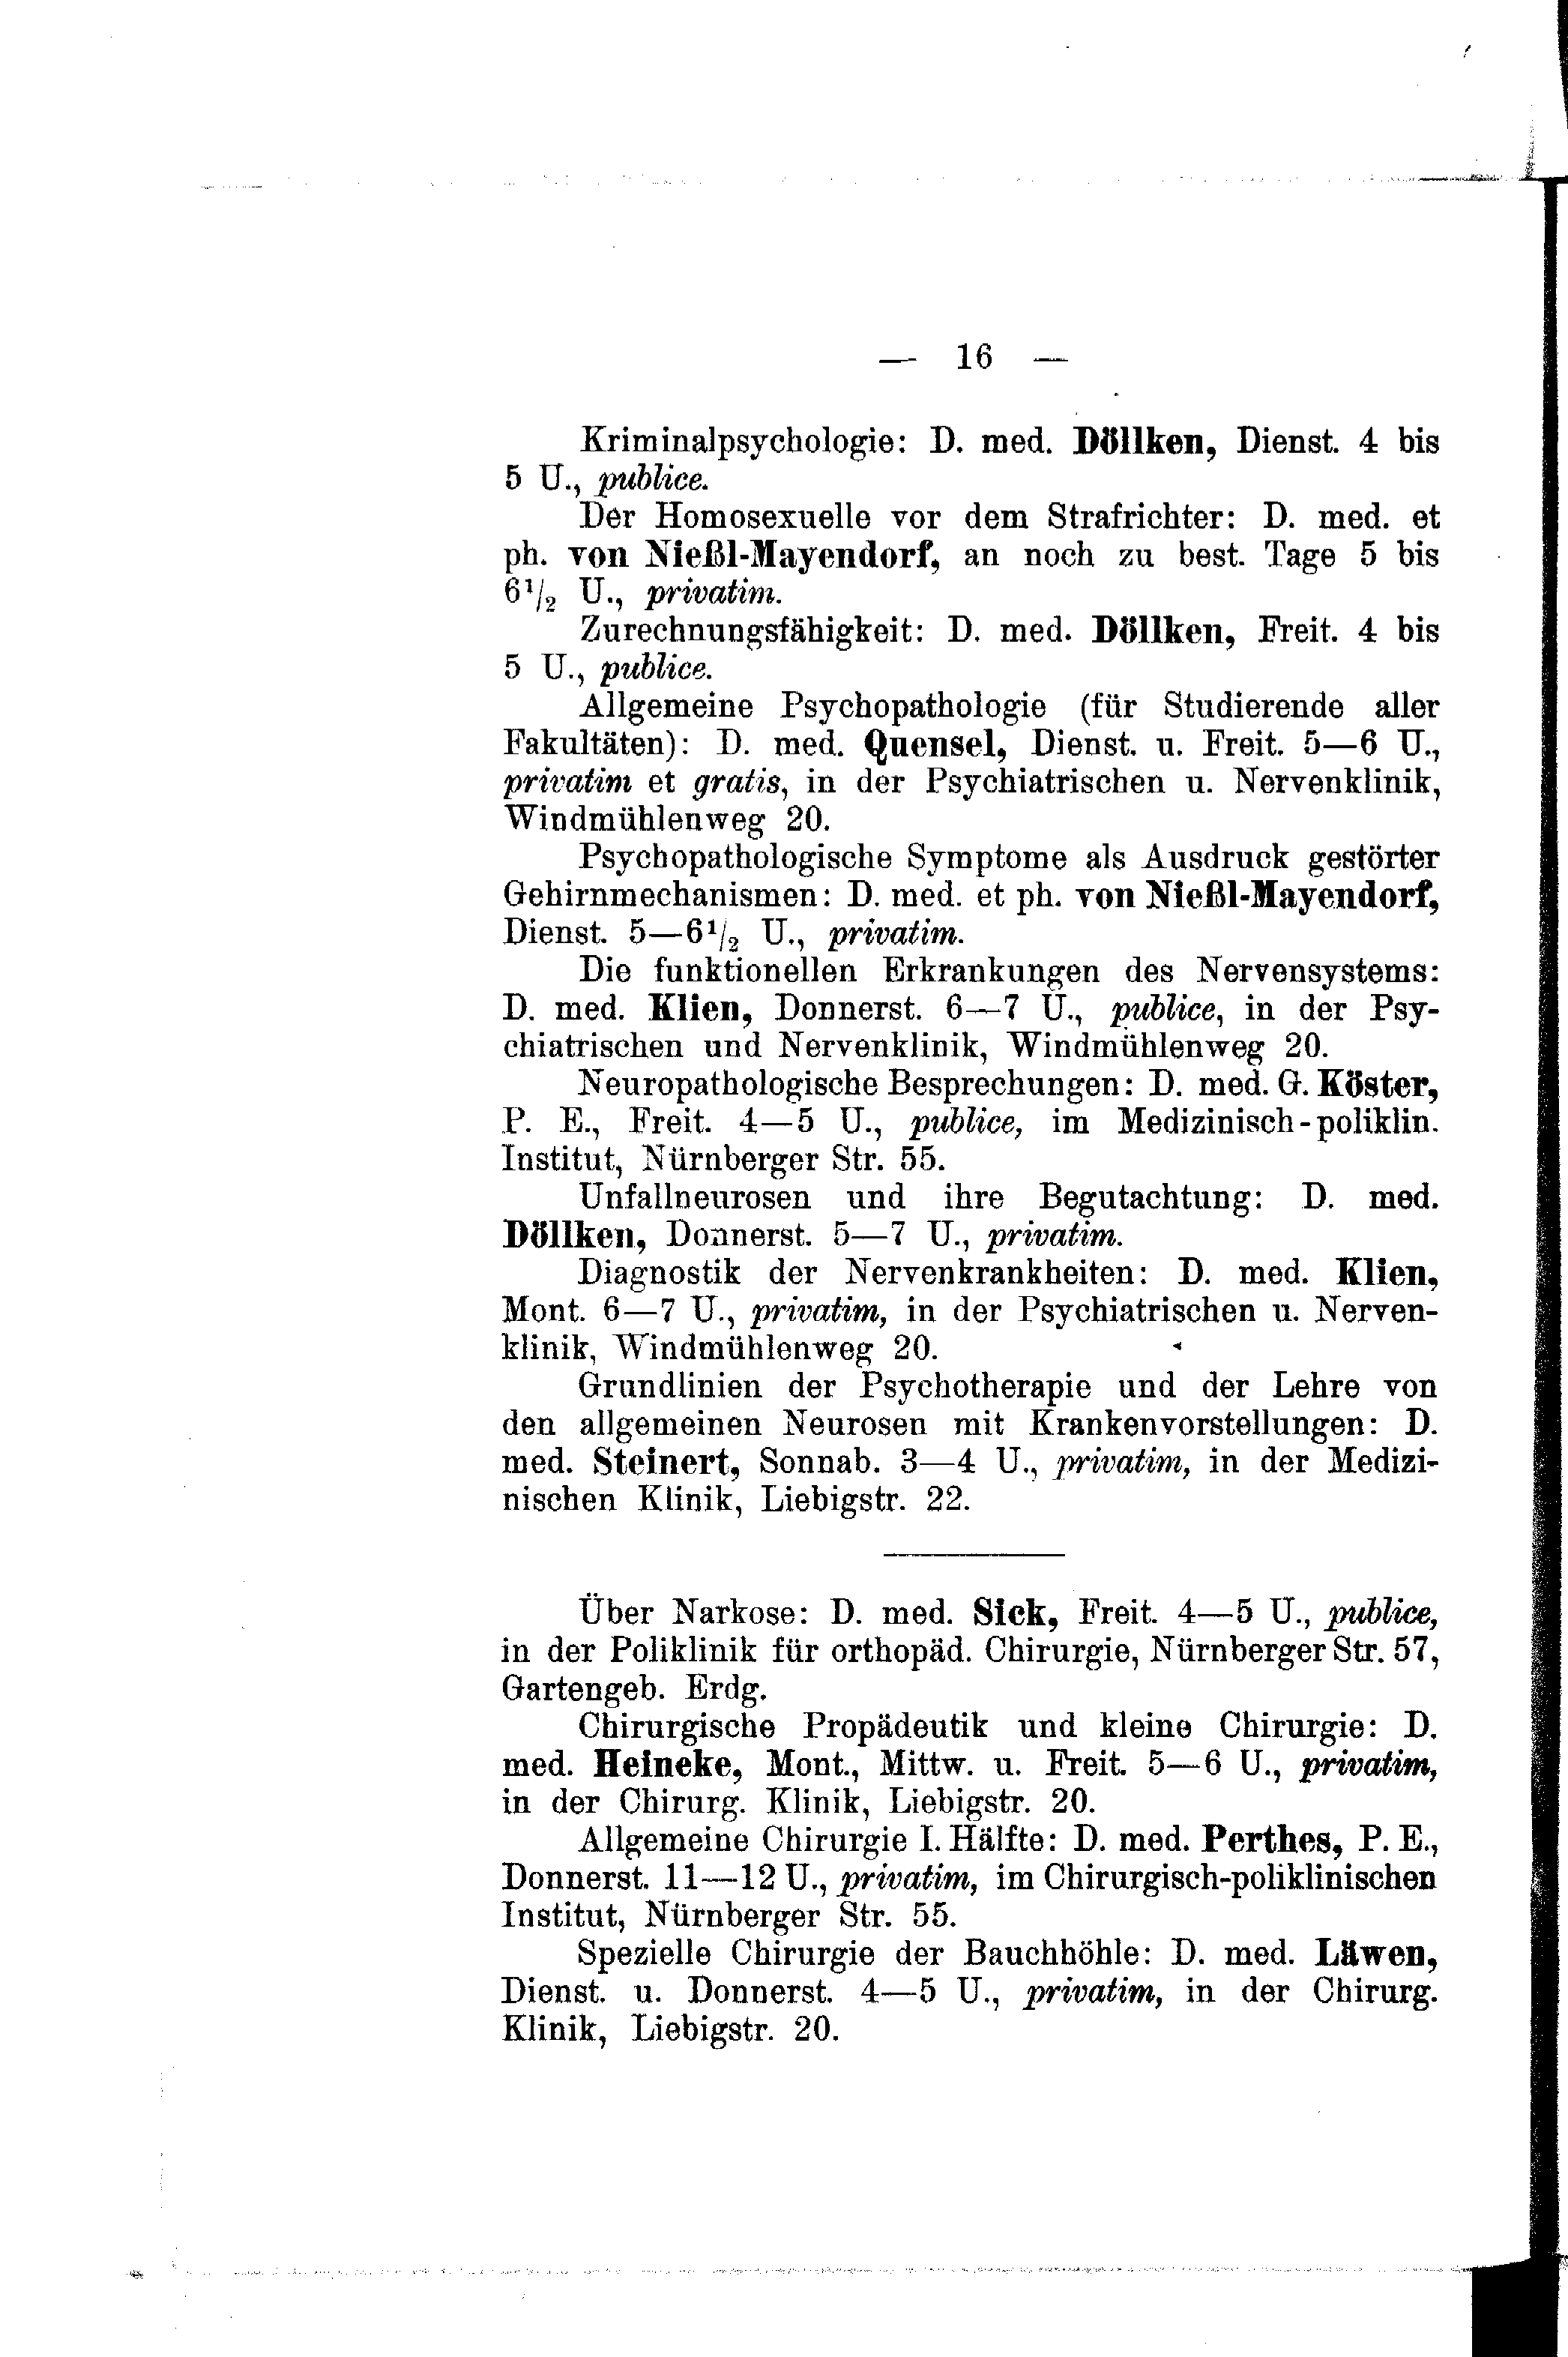 — 16 —
Kriminalpsychologie: D. med. Döllken, Dienst. 4 bis
5 U., publice.
Der Homosexuelle vor dem Strafrichter: D. med. et
ph. von Nießl-Mayendorf, an noch zu best. Tage 5 bis
6¹/₂ U., privatim.
Zurechnungsfähigkeit: D. med. Döllken, Freit. 4 bis
5 U., publice.
Allgemeine Psychopathologie (für Studierende aller
Fakultäten): D. med. Quensel, Dienst. u. Freit. 5—6 U.,
privatim et gratis, in der Psychiatrischen u. Nervenklinik,
Windmühlenweg 20.
Psychopathologische Symptome als Ausdruck gestörter
Gehirnmechanismen: D. med. et ph. von Nießl-Mayendorf,
Dienst. 5—6¹/₂ U., privatim.
Die funktionellen Erkrankungen des Nervensystems:
D. med. Klien, Donnerst. 6—7 U., publice, in der Psy-
chiatrischen und Nervenklinik, Windmühlenweg 20.
Neuropathologische Besprechungen: D. med. G. Köster,
P. E., Freit. 4—5 U., publice, im Medizinisch-poliklin.
Institut, Nürnberger Str. 55.
Unfallneurosen und ihre Begutachtung: D. med.
Döllken, Donnerst. 5—7 U., privatim.
Diagnostik der Nervenkrankheiten: D. med. Klien,
Mont. 6—7 U., privatim, in der Psychiatrischen u. Nerven-
klinik, Windmühlenweg 20.
Grundlinien der Psychotherapie und der Lehre von
den allgemeinen Neurosen mit Krankenvorstellungen: D.
med. Steinert, Sonnab. 3—4 U., privatim, in der Medizi-
nischen Klinik, Liebigstr. 22.
Über Narkose: D. med. Sick, Freit. 4—5 U., publice,
in der Poliklinik für orthopäd. Chirurgie, Nürnberger Str. 57,
Gartengeb. Erdg.
Chirurgische Propädeutik und kleine Chirurgie: D.
med. Heineke, Mont., Mittw. u. Freit. 5—6 U., privatim,
in der Chirurg. Klinik, Liebigstr. 20.
Allgemeine Chirurgie I. Hälfte: D. med. Perthes, P. E.,
Donnerst. 11—12 U., privatim, im Chirurgisch-poliklinischen
Institut, Nürnberger Str. 55.
Spezielle Chirurgie der Bauchhöhle: D. med. Läwen,
Dienst. u. Donnerst. 4—5 U., privatim, in der Chirurg.
Klinik, Liebigstr. 20.